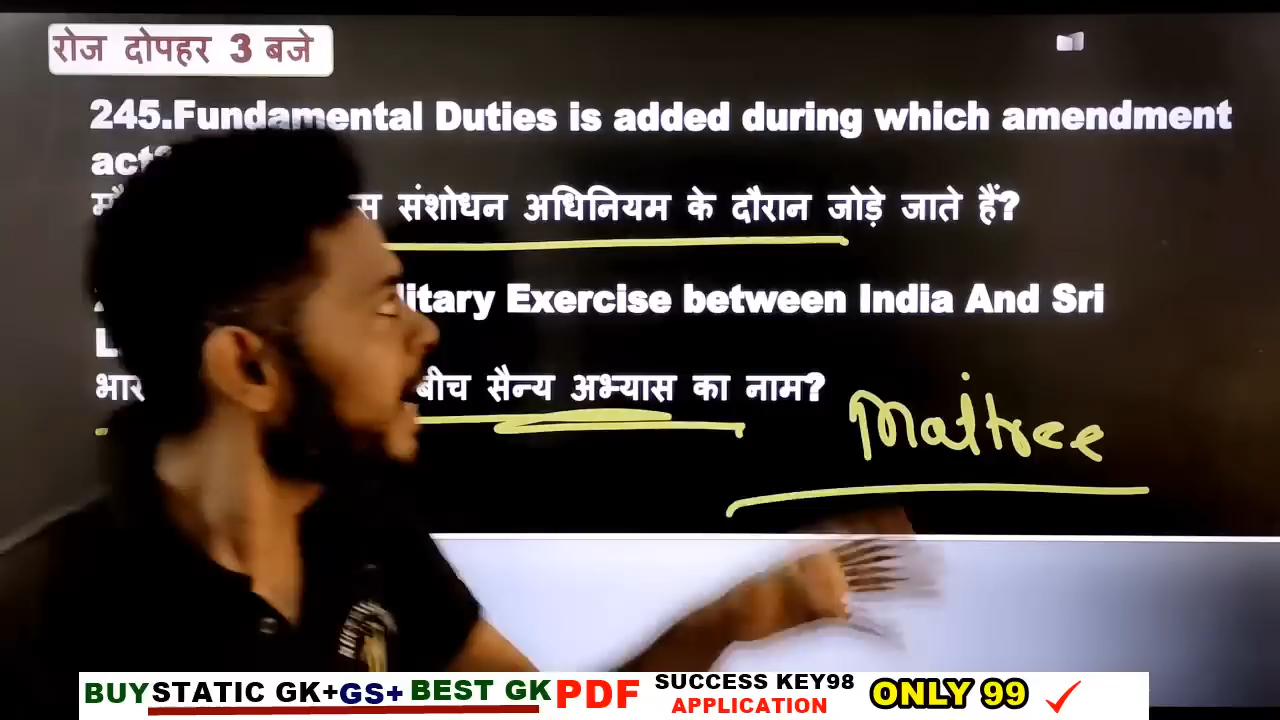 रोज दोपहर 3 बजे
245.Fundamental Duties is added during which amendment
act?
संशोधन अधिनियम के दौरान जोड़े जाते हैं?
Exercise between India And Sri
बीच सैन्य अभ्यास का नाम?
Maitree
BUY STATIC GK+GS+ BEST GK PDF SUCCESS KEY98 APPLICATION ONLY 99